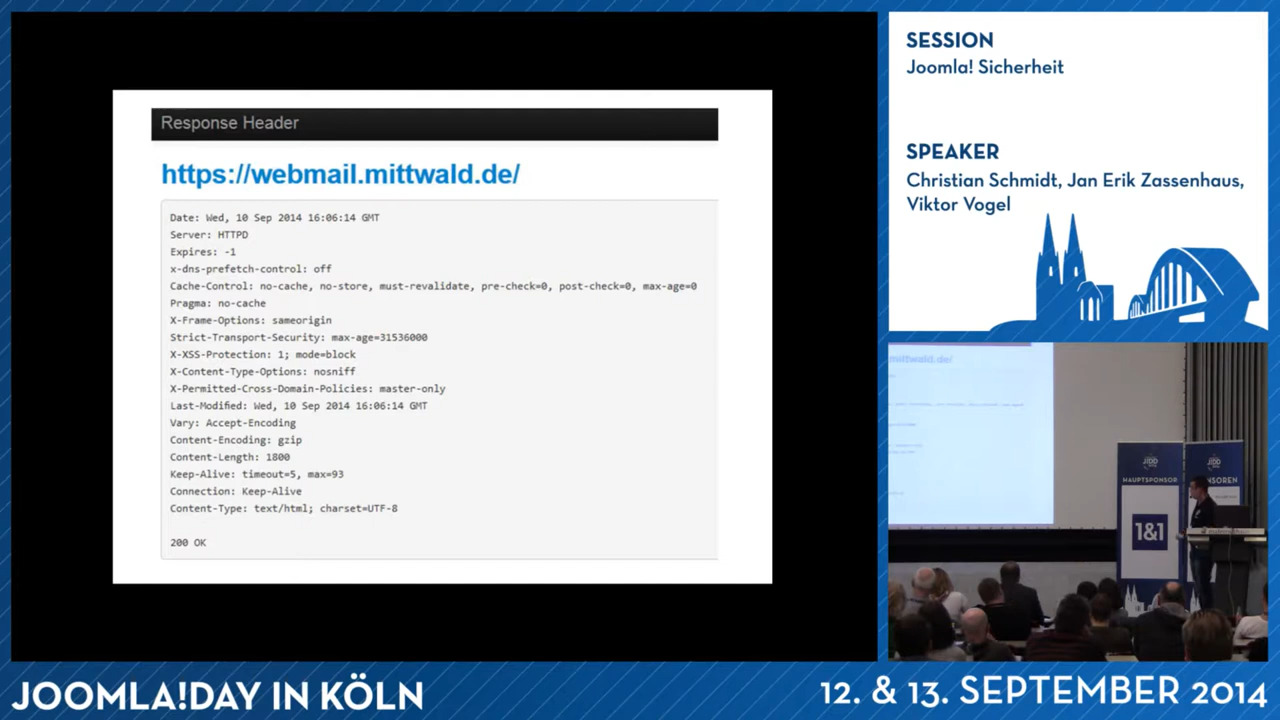 Response Header
https://webmail.mittwald.de/
Date: Wed, 10 Sep 2014 16:06:14 GMT
Server: HTTPD
Expires: -1
x-dns-prefetch-control: off
Cache-Control: no-cache, no-store, must-revalidate, pre-check=0, post-check=0, max-age=0
Pragma: no-cache
X-Frame-Options: sameorigin
Strict-Transport-Security: max-age=31536000
X-XSS-Protection: 1; mode=block
X-Content-Type-Options: nosniff
X-Permitted-Cross-Domain-Policies: master-only
Last-Modified: Wed, 10 Sep 2014 16:06:14 GMT
Vary: Accept-Encoding
Content-Encoding: gzip
Content-Length: 1800
Keep-Alive: timeout=5, max=93
Connection: Keep-Alive
Content-Type: text/html; charset=UTF-8
200 OK
SESSION
Joomla! Sicherheit
SPEAKER
Christian Schmidt, Jan Erik Zassenhaus,
Viktor Vogel
JIDD
JIDD
HAUPTSPONSOR
1&1
JOOMLA!DAY IN KÖLN
12. & 13. SEPTEMBER 2014